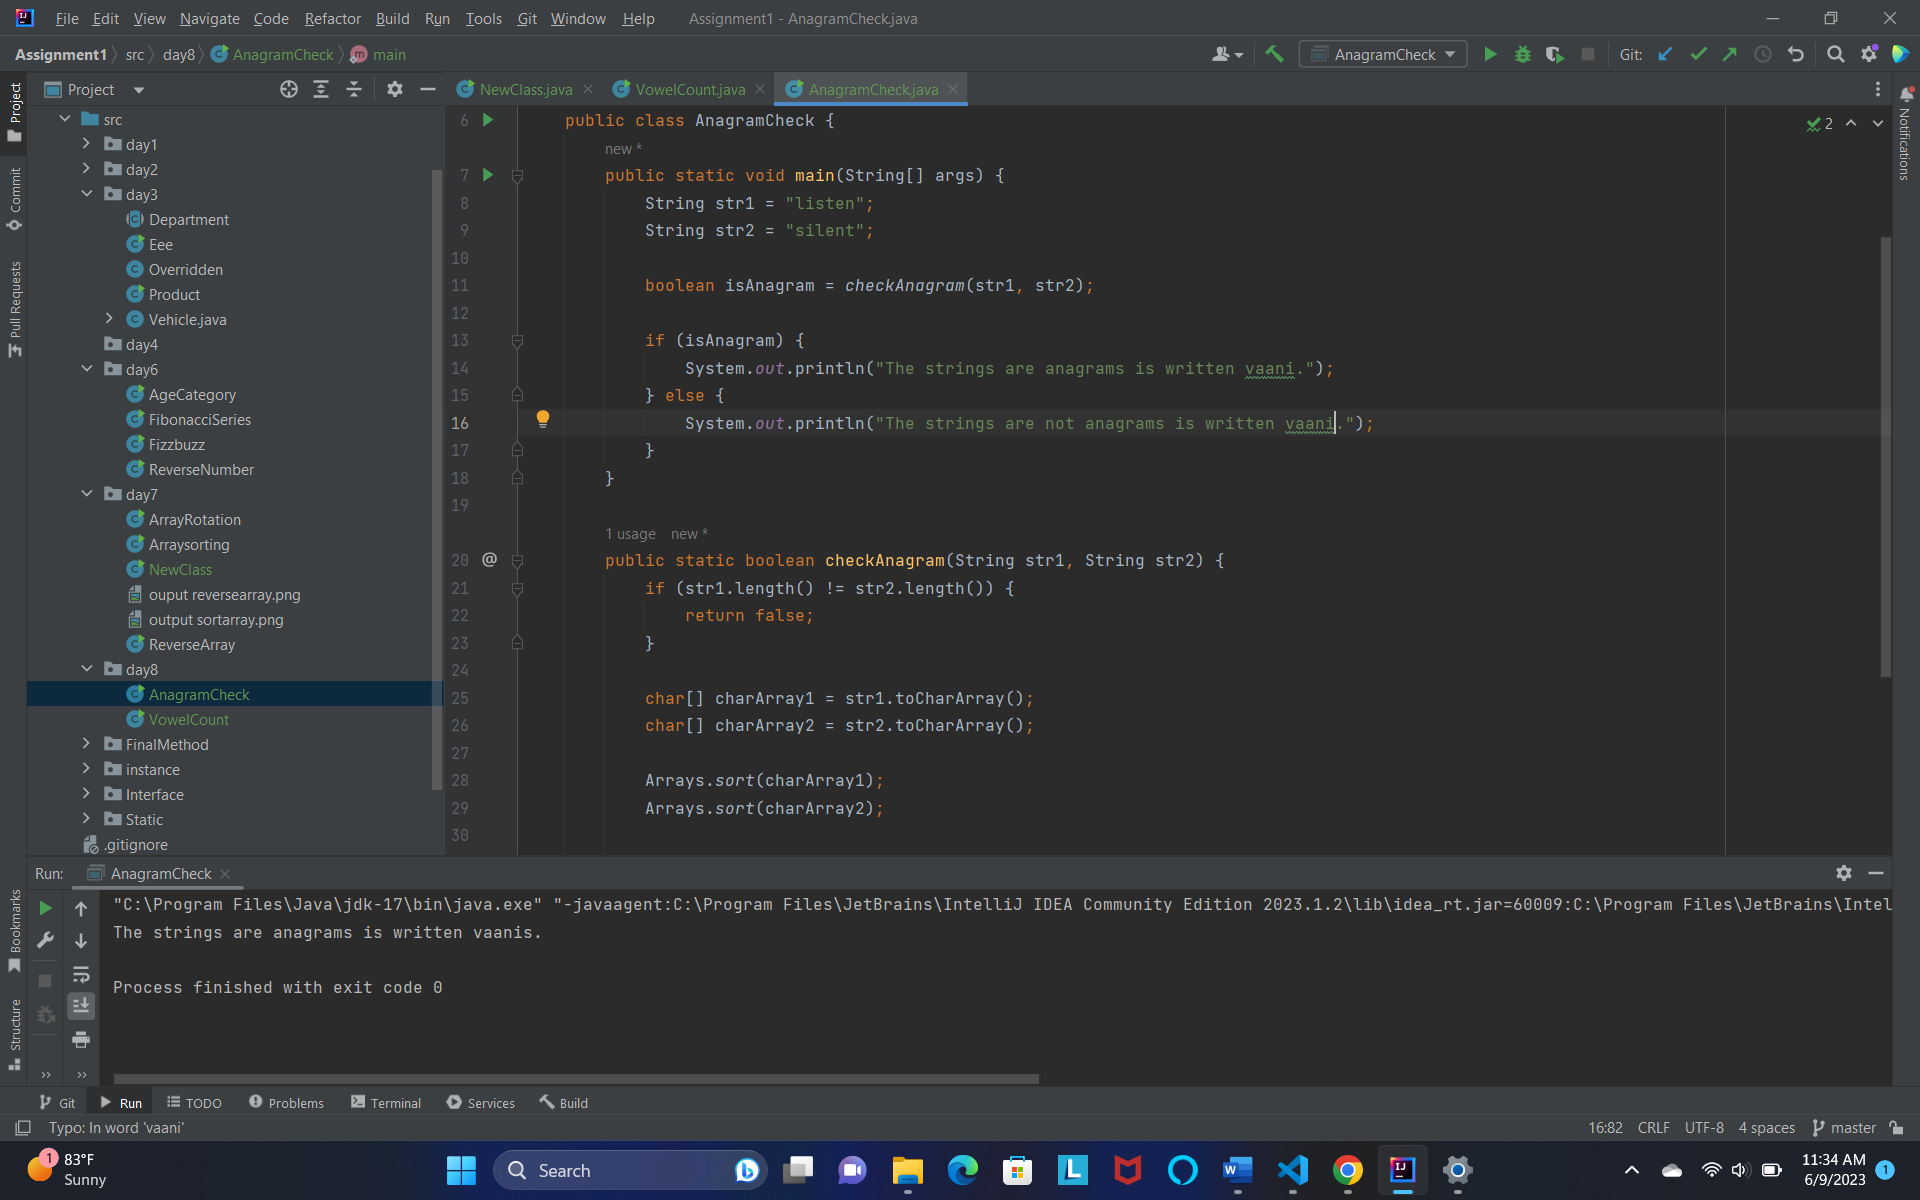 File Edit View Navigate Code Refactor Build Run Tools Git Window Help Assignment1 - AnagramCheck.java
Assignment1 src day8 AnagramCheck main AnagramCheck Git:
Project
NewClass.java VowelCount.java AnagramCheck.java
Project
Commit
Pull Requests
Bookmarks
Structure
Notifications
src
day1
day2
day3
Department
Eee
Overridden
Product
Vehicle.java
day4
day6
AgeCategory
FibonacciSeries
Fizzbuzz
ReverseNumber
day7
ArrayRotation
Arraysorting
NewClass
ouput reversearray.png
output sortarray.png
ReverseArray
day8
AnagramCheck
VowelCount
FinalMethod
instance
Interface
Static
.gitignore
2
6 public class AnagramCheck {
new *
7 public static void main(String[] args) {
8 String str1 = "listen";
9 String str2 = "silent";
10
11 boolean isAnagram = checkAnagram(str1, str2);
12
13 if (isAnagram) {
14 System.out.println("The strings are anagrams is written vaani.");
15 } else {
16 System.out.println("The strings are not anagrams is written vaani.");
17 }
18 }
19
1 usage new *
20 @ public static boolean checkAnagram(String str1, String str2) {
21 if (str1.length() != str2.length()) {
22 return false;
23 }
24
25 char[] charArray1 = str1.toCharArray();
26 char[] charArray2 = str2.toCharArray();
27
28 Arrays.sort(charArray1);
29 Arrays.sort(charArray2);
30
Run: AnagramCheck
"C:\Program Files\Java\jdk-17\bin\java.exe" "-javaagent:C:\Program Files\JetBrains\IntelliJ IDEA Community Edition 2023.1.2\lib\idea_rt.jar=60009:C:\Program Files\JetBrains\Intel
The strings are anagrams is written vaanis.
Process finished with exit code 0
Git Run TODO Problems Terminal Services Build
Typo: In word 'vaani' 16:82 CRLF UTF-8 4 spaces master
1 83°F
Sunny
Search
11:34 AM
6/9/2023
1